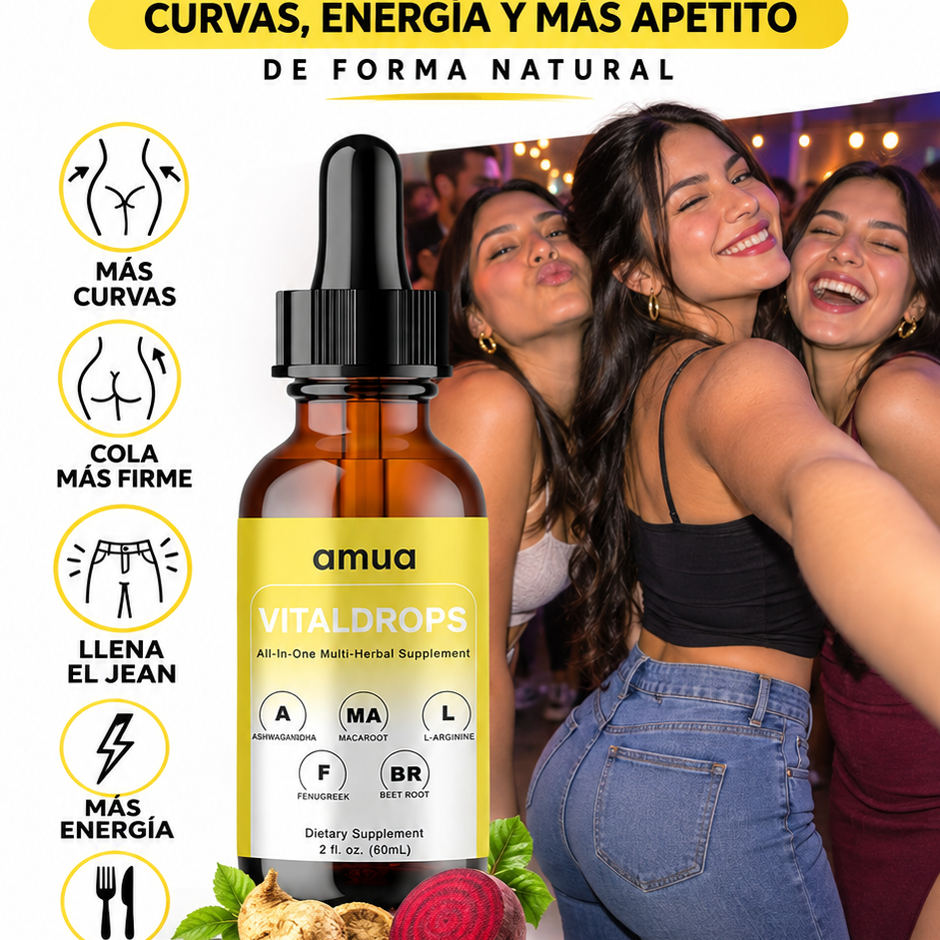 CURVAS, ENERGÍA Y MÁS APETITO
DE FORMA NATURAL
MÁS
CURVAS
COLA
MÁS FIRME
LLENA
EL JEAN
MÁS
ENERGÍA
amua
VITALDROPS
All-In-One Multi-Herbal Supplement
A
ASHWAGANDHA
MA
MACAROOT
L
L-ARGININE
F
FENUGREEK
BR
BEET ROOT
Dietary Supplement
2 fl. oz. (60mL)